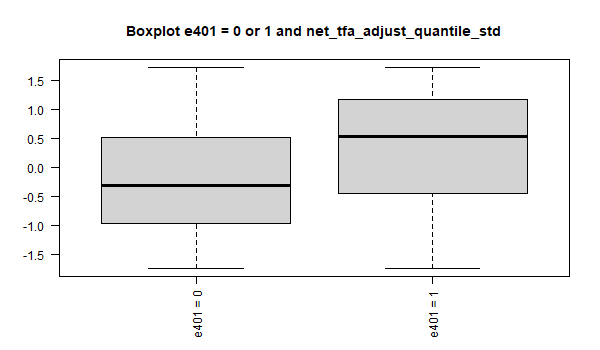 Boxplot e401 = 0 or 1 and net_tfa_adjust_quantile_std
1.5
1.0
0.5
0.0
-0.5
-1.0
-1.5
e401 = 0
e401 = 1